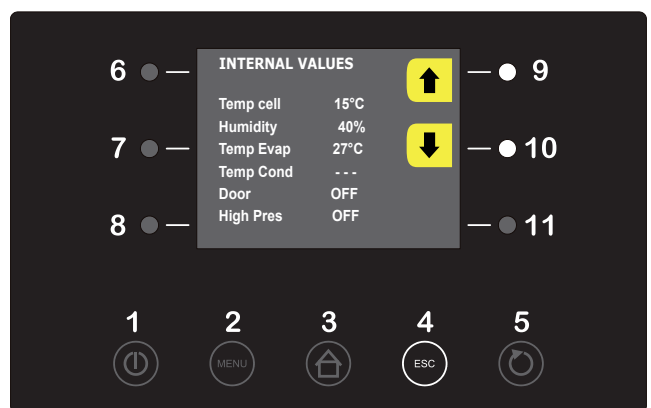 INTERNAL VALUES
6
9
Temp cell 15°C
Humidity 40%
7
Temp Evap 27°C
10
Temp Cond - - -
Door OFF
8
High Pres OFF
11
1 2 3 4 5
MENU ESC